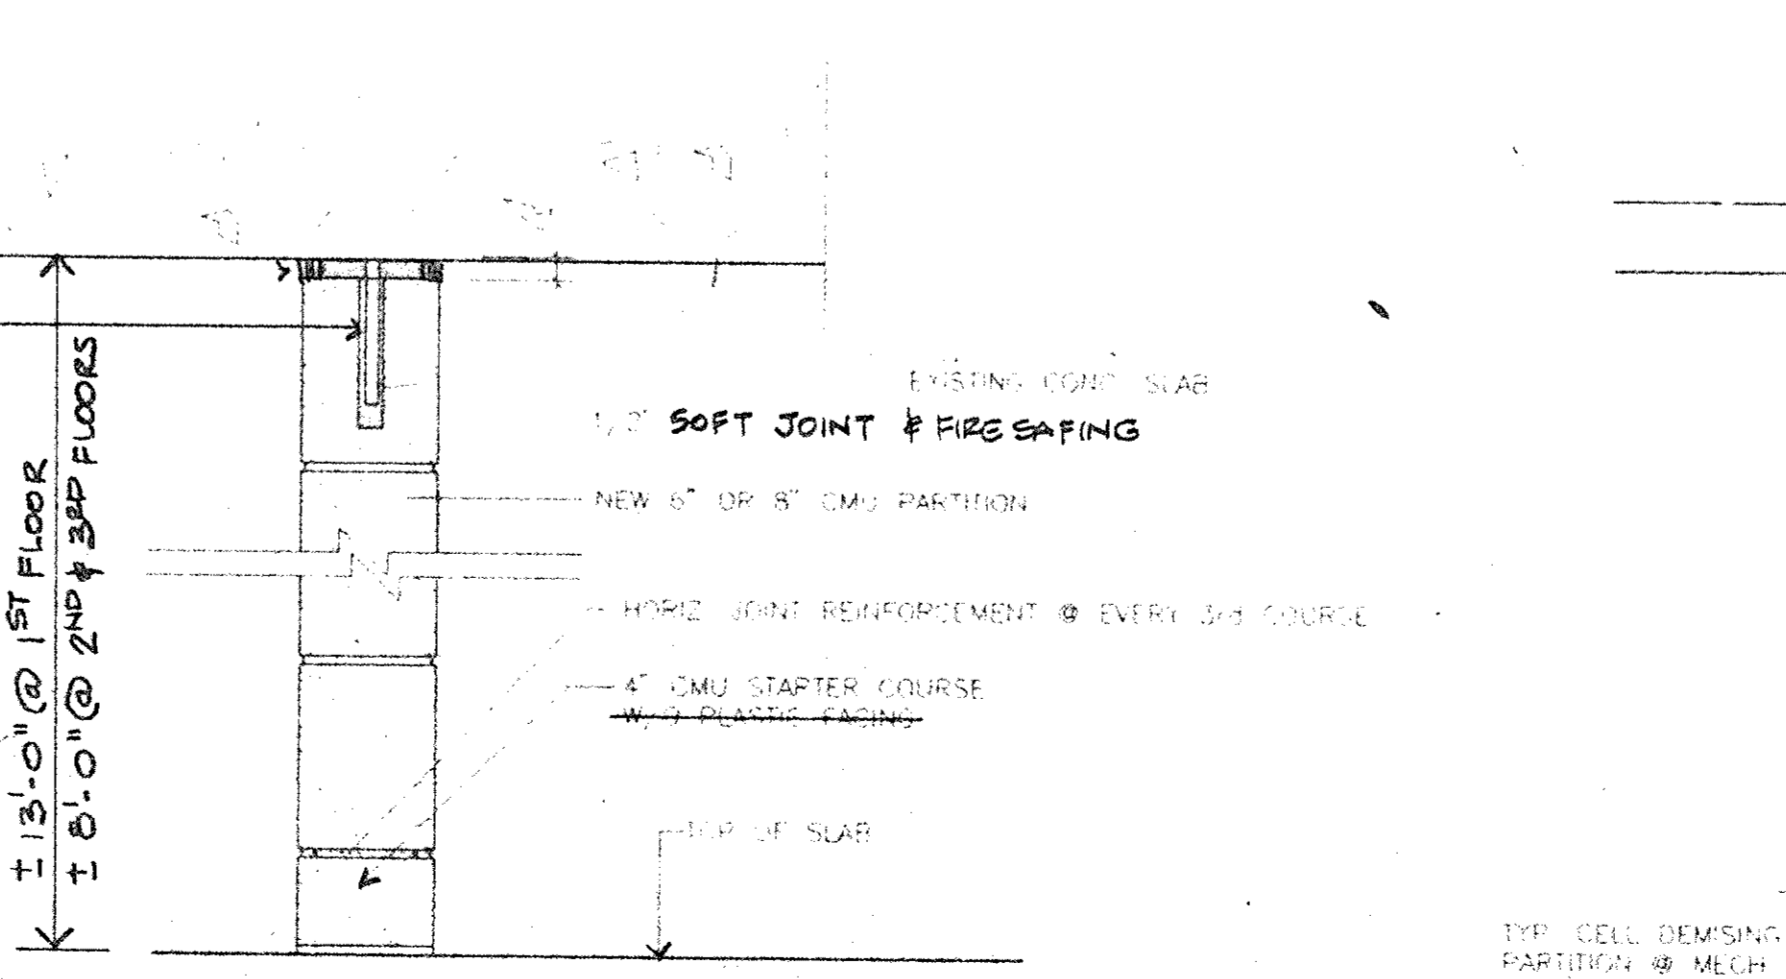 ± 13'-0" @ 1ST FLOOR
± 8'-0" @ 2ND & 3RD FLOORS
EXISTING CONC SLAB
1/2" SOFT JOINT & FIRE SAFING
NEW 6" OR 8" CMU PARTITION
HORIZ JOINT REINFORCEMENT @ EVERY 3rd COURSE
4" CMU STARTER COURSE
W/O PLASTIC FACING
TOP OF SLAB
TYP CELL DEMISING
PARTITION @ MECH